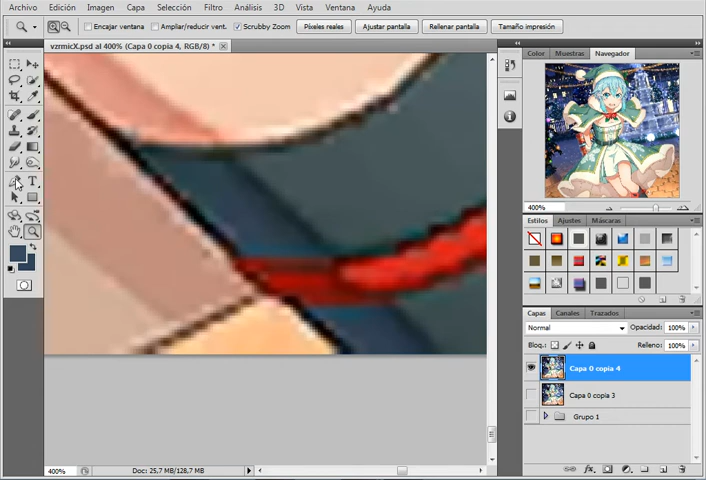 Archivo Edición Imagen Capa Selección Filtro Análisis 3D Vista Ventana Ayuda
Encajar ventana Ampliar/reducir vent. Scrubby Zoom Píxeles reales Ajustar pantalla Rellenar pantalla Tamaño impresión
vzrmicX.psd al 400% (Capa 0 copia 4, RGB/8) *
Color Muestras Navegador
400%
Estilos Ajustes Máscaras
Capas Canales Trazados
Normal Opacidad: 100%
Bloq.: Relleno: 100%
Capa 0 copia 4
Capa 0 copia 3
Grupo 1
400% Doc: 25,7 MB/128,7 MB